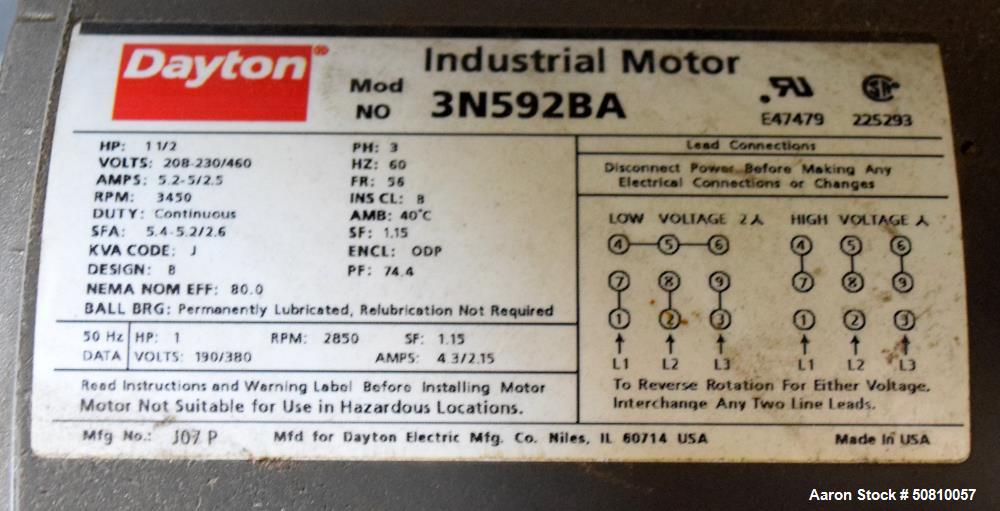 Dayton®
Industrial Motor
Mod NO 3N592BA
E47479 225293
HP: 1 1/2
VOLTS: 208-230/460
AMPS: 5.2-5/2.5
RPM: 3450
DUTY: Continuous
SFA: 5.4-5.2/2.6
KVA CODE: J
DESIGN: B
NEMA NOM EFF: 80.0
PH: 3
HZ: 60
FR: 56
INS CL: B
AMB: 40°C
SF: 1.15
ENCL: ODP
PF: 74.4
BALL BRG: Permanently Lubricated, Relubrication Not Required
50 Hz HP: 1 RPM: 2850 SF: 1.15
DATA VOLTS: 190/380 AMPS: 4.3/2.15
Read Instructions and Warning Label Before Installing Motor
Motor Not Suitable for Use in Hazardous Locations.
Lead Connections
Disconnect Power Before Making Any
Electrical Connections or Changes
LOW VOLTAGE 2⅄ HIGH VOLTAGE ⅄
4 5 6 4 5 6
7 8 9 7 8 9
1 2 3 1 2 3
L1 L2 L3 L1 L2 L3
To Reverse Rotation For Either Voltage.
Interchange Any Two Line Leads.
Mfg No.: J07 P Mfd for Dayton Electric Mfg. Co. Niles, IL 60714 USA Made In USA
Aaron Stock # 50810057